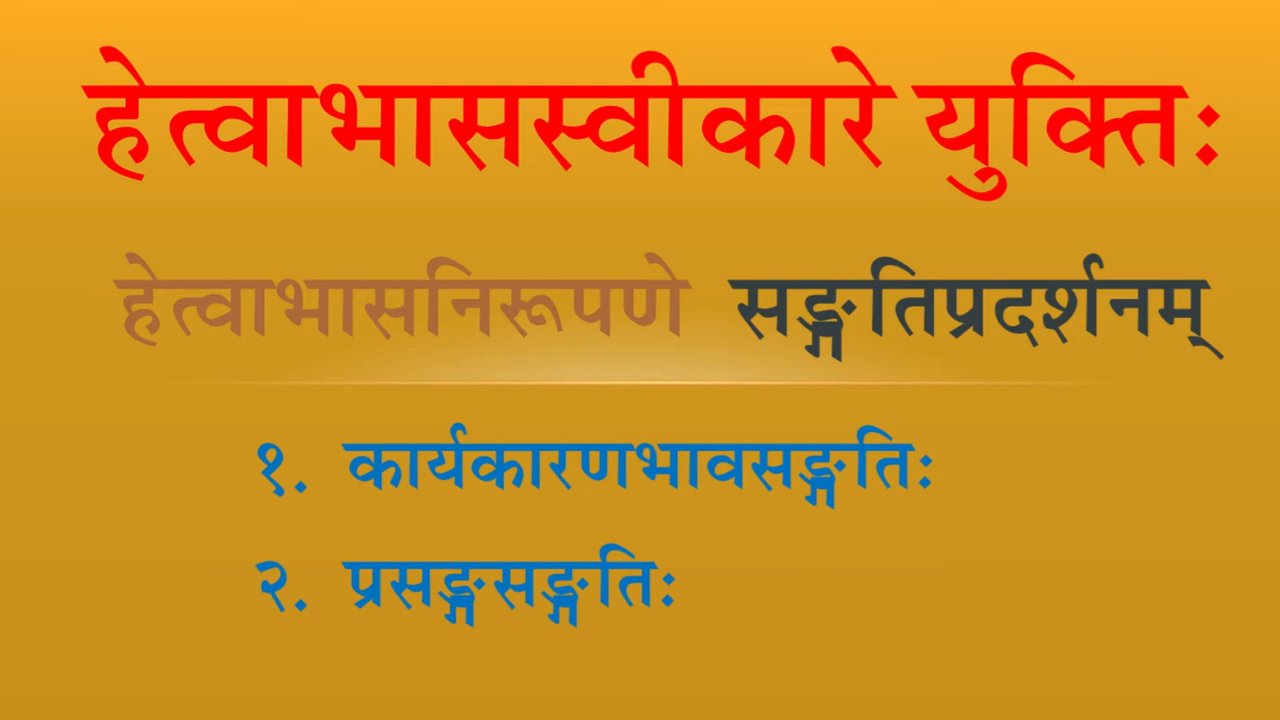 हेत्वाभासस्वीकारे युक्तिः
हेत्वाभासनिरूपणे सङ्गतिप्रदर्शनम्
१. कार्यकारणभावसङ्गतिः
२. प्रसङ्गसङ्गतिः